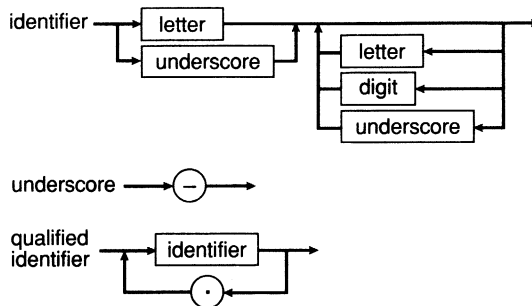 identifier letter
underscore
letter
digit
underscore
underscore –
qualified
identifier identifier
.